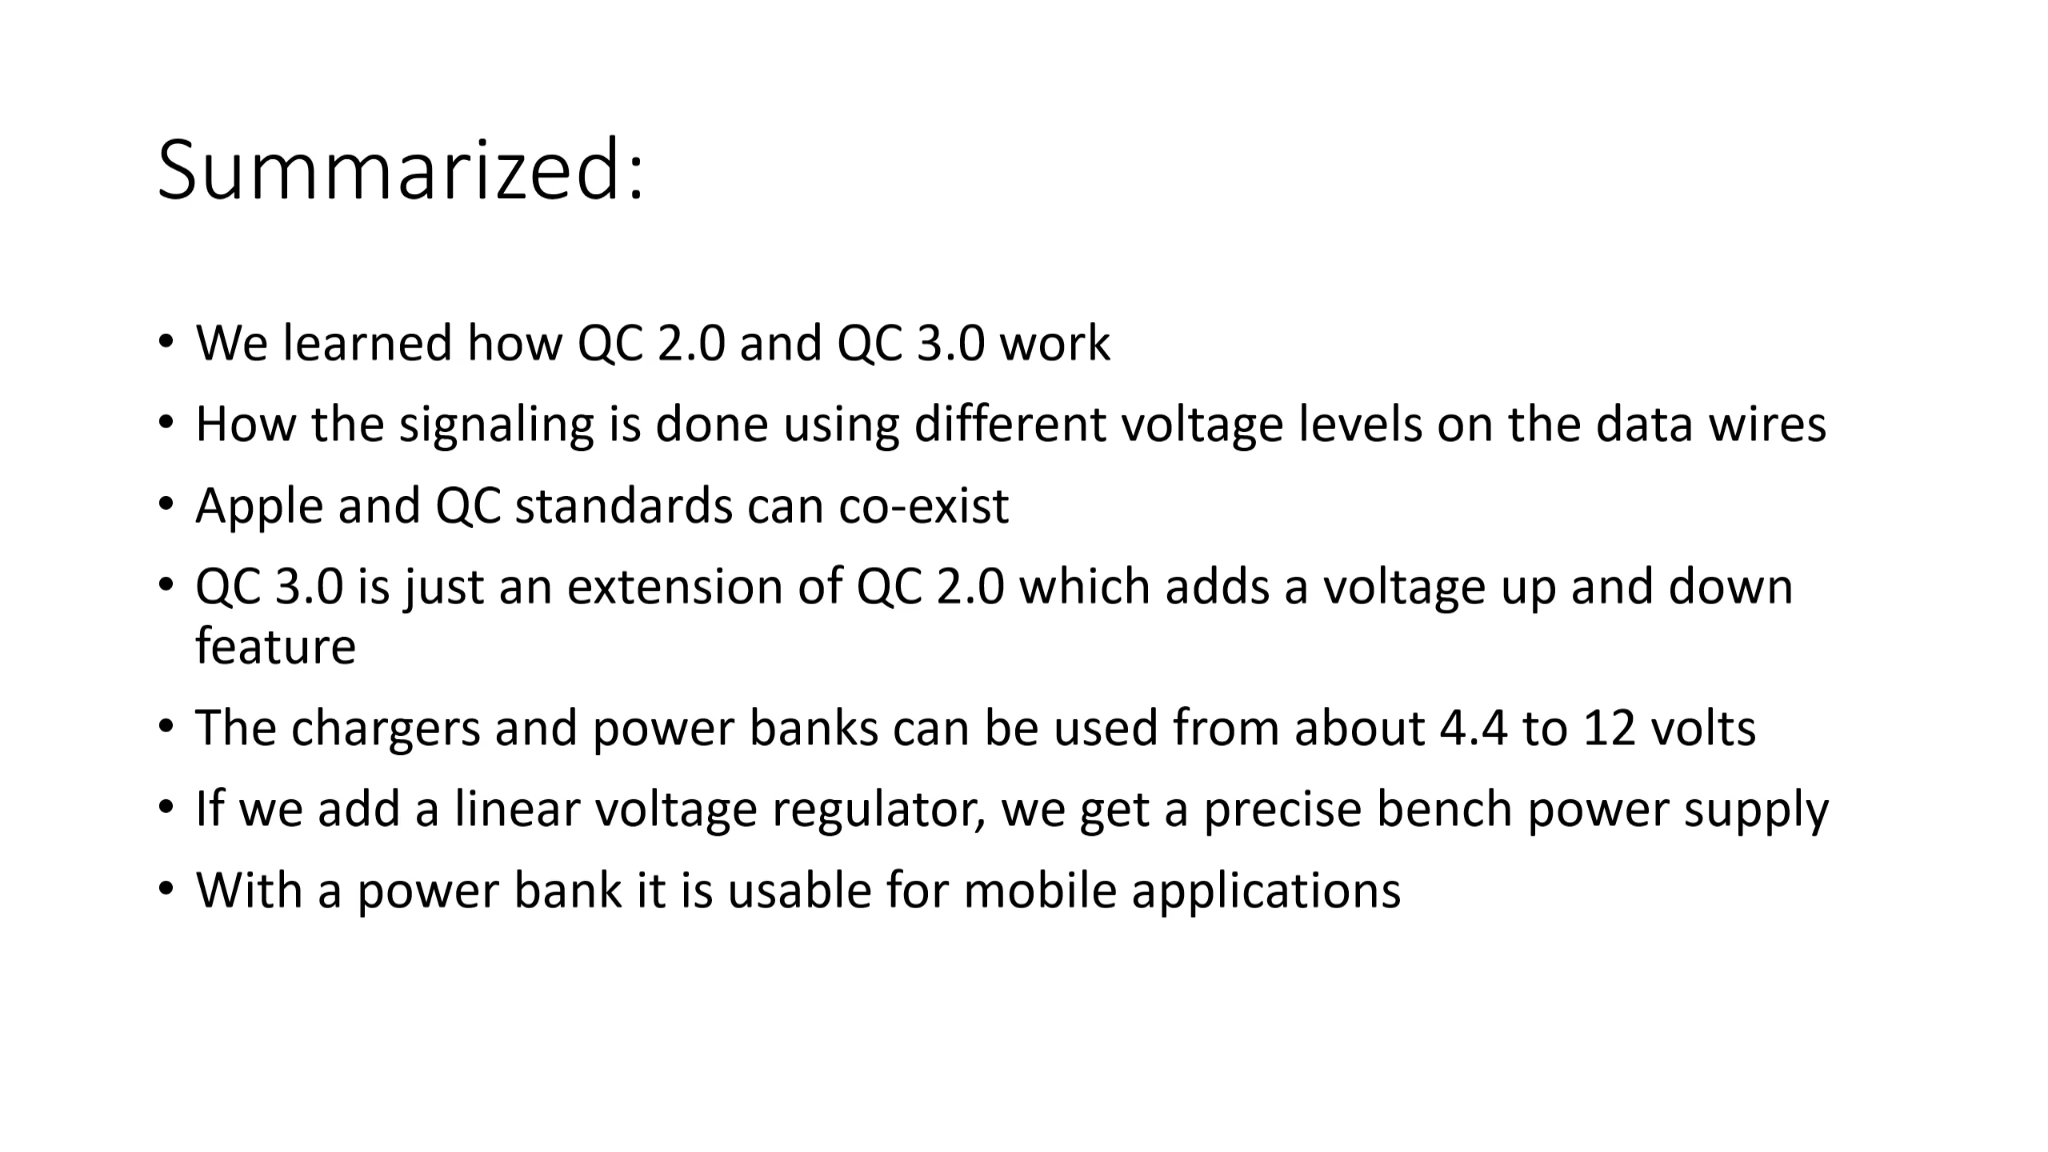 Summarized:
• We learned how QC 2.0 and QC 3.0 work
• How the signaling is done using different voltage levels on the data wires
• Apple and QC standards can co-exist
• QC 3.0 is just an extension of QC 2.0 which adds a voltage up and down
feature
• The chargers and power banks can be used from about 4.4 to 12 volts
• If we add a linear voltage regulator, we get a precise bench power supply
• With a power bank it is usable for mobile applications